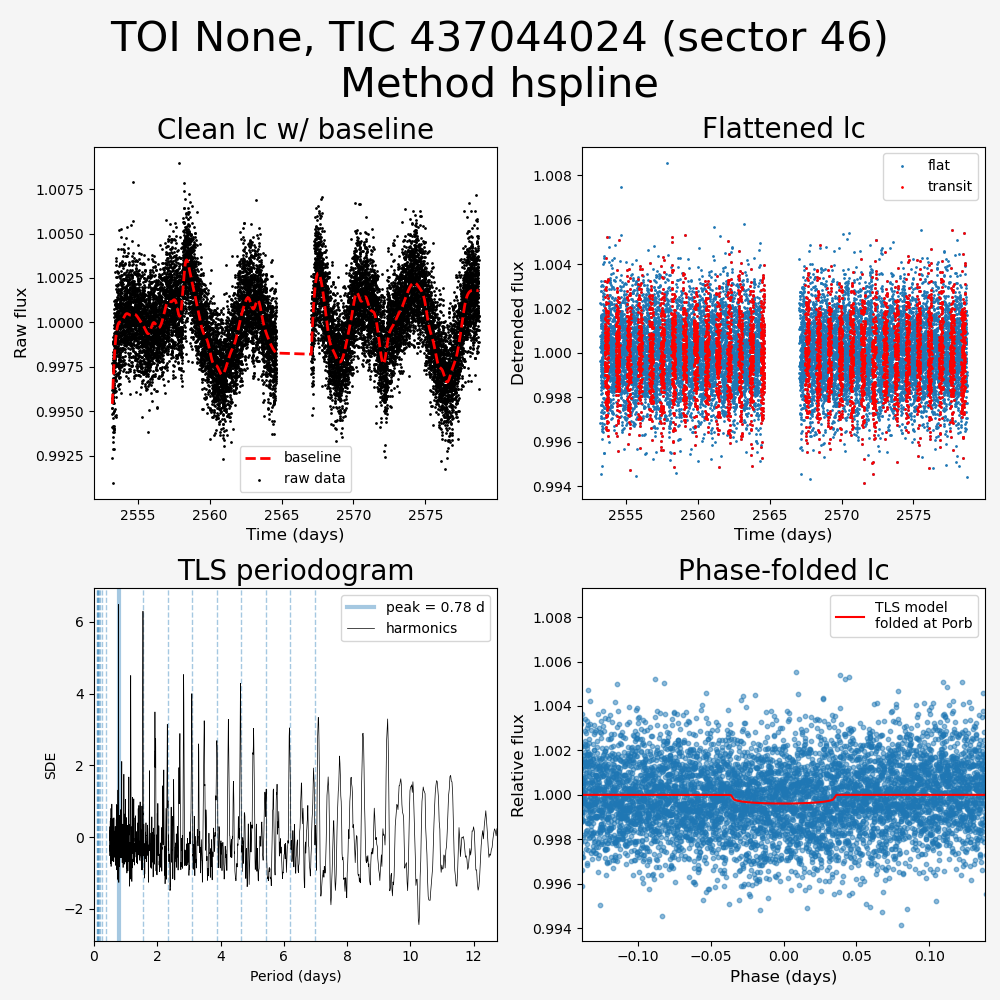 TOI None, TIC 437044024 (sector 46)
Method hspline
Clean lc w/ baseline
Raw flux
1.0075
1.0050
1.0025
1.0000
0.9975
0.9950
0.9925
baseline
raw data
2555
2560
2565
2570
2575
Time (days)
Flattened lc
Detrended flux
1.008
1.006
1.004
1.002
1.000
0.998
0.996
0.994
flat
transit
2555
2560
2565
2570
2575
Time (days)
TLS periodogram
SDE
6
4
2
0
−2
peak = 0.78 d
harmonics
0
2
4
6
8
10
12
Period (days)
Phase-folded lc
Relative flux
1.008
1.006
1.004
1.002
1.000
0.998
0.996
0.994
TLS model
folded at Porb
−0.10
−0.05
0.00
0.05
0.10
Phase (days)